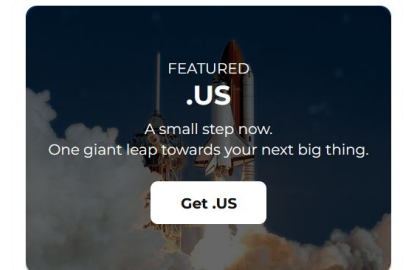 FEATURED
.US
A small step now.
One giant leap towards your next big thing.
Get .US